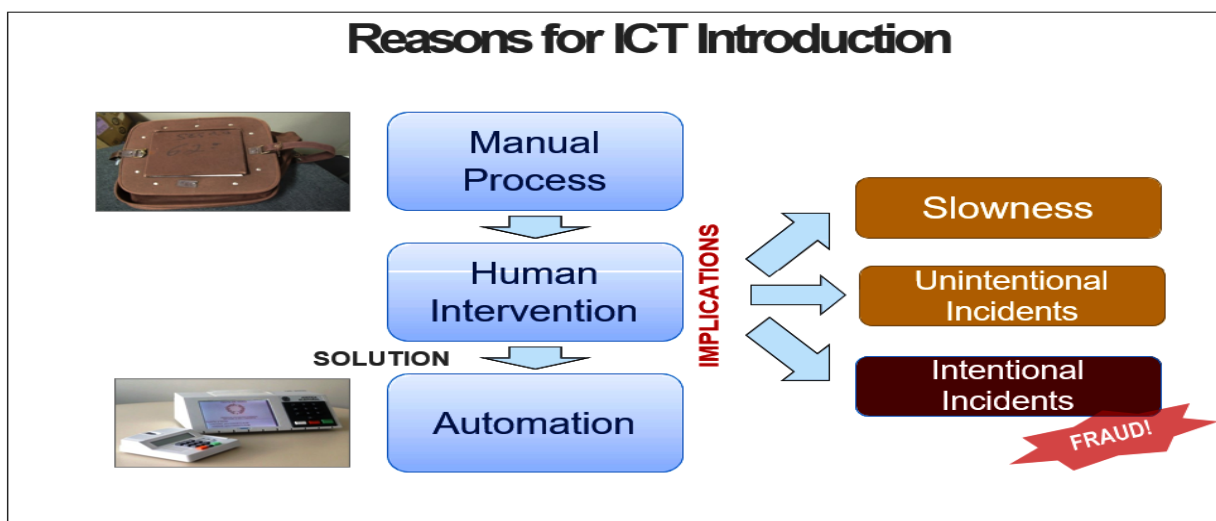 Reasons for ICT Introduction
Manual
Process
Human
Intervention
SOLUTION
Automation
IMPLICATIONS
Slowness
Unintentional
Incidents
Intentional
Incidents
FRAUD!